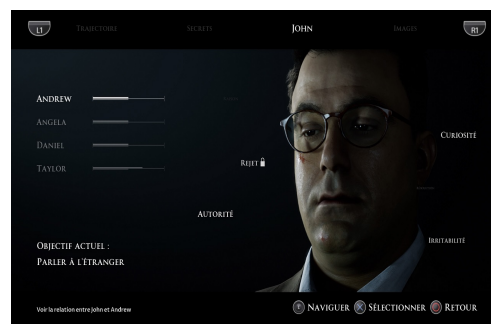 L1 TRAJECTOIRE SECRETS JOHN IMAGES R1
ANDREW
ANGELA
DANIEL
TAYLOR
CURIOSITÉ
REJET
AUTORITÉ
IRRITABILITÉ
OBJECTIF ACTUEL :
PARLER À L'ÉTRANGER
Voir la relation entre John et Andrew
NAVIGUER SÉLECTIONNER RETOUR